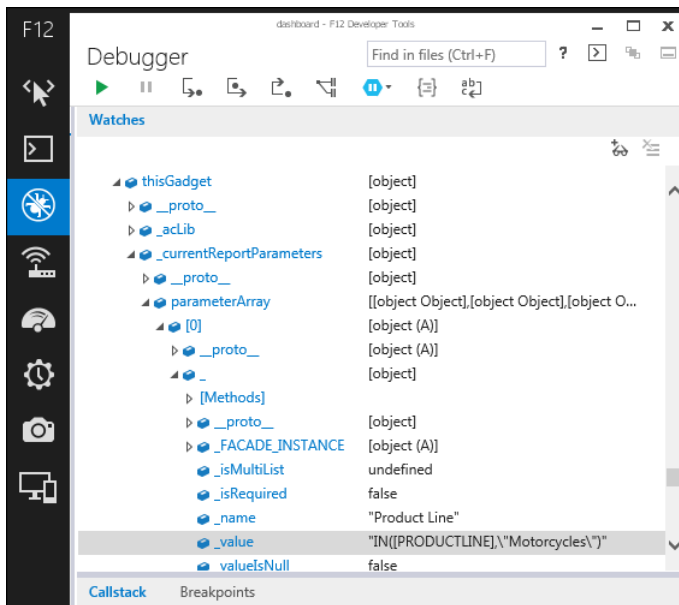 F12
dashboard - F12 Developer Tools
Debugger
Find in files (Ctrl+F)
?
Watches
thisGadget [object]
__proto__ [object]
_acLib [object]
_currentReportParameters [object]
__proto__ [object]
parameterArray [[object Object],[object Object],[object O...
[0] [object (A)]
__proto__ [object (A)]
_ [object]
[Methods]
__proto__ [object]
_FACADE_INSTANCE [object (A)]
_isMultiList undefined
_isRequired false
_name "Product Line"
_value "IN([PRODUCTLINE],\"Motorcycles\")"
valueIsNull false
Callstack Breakpoints